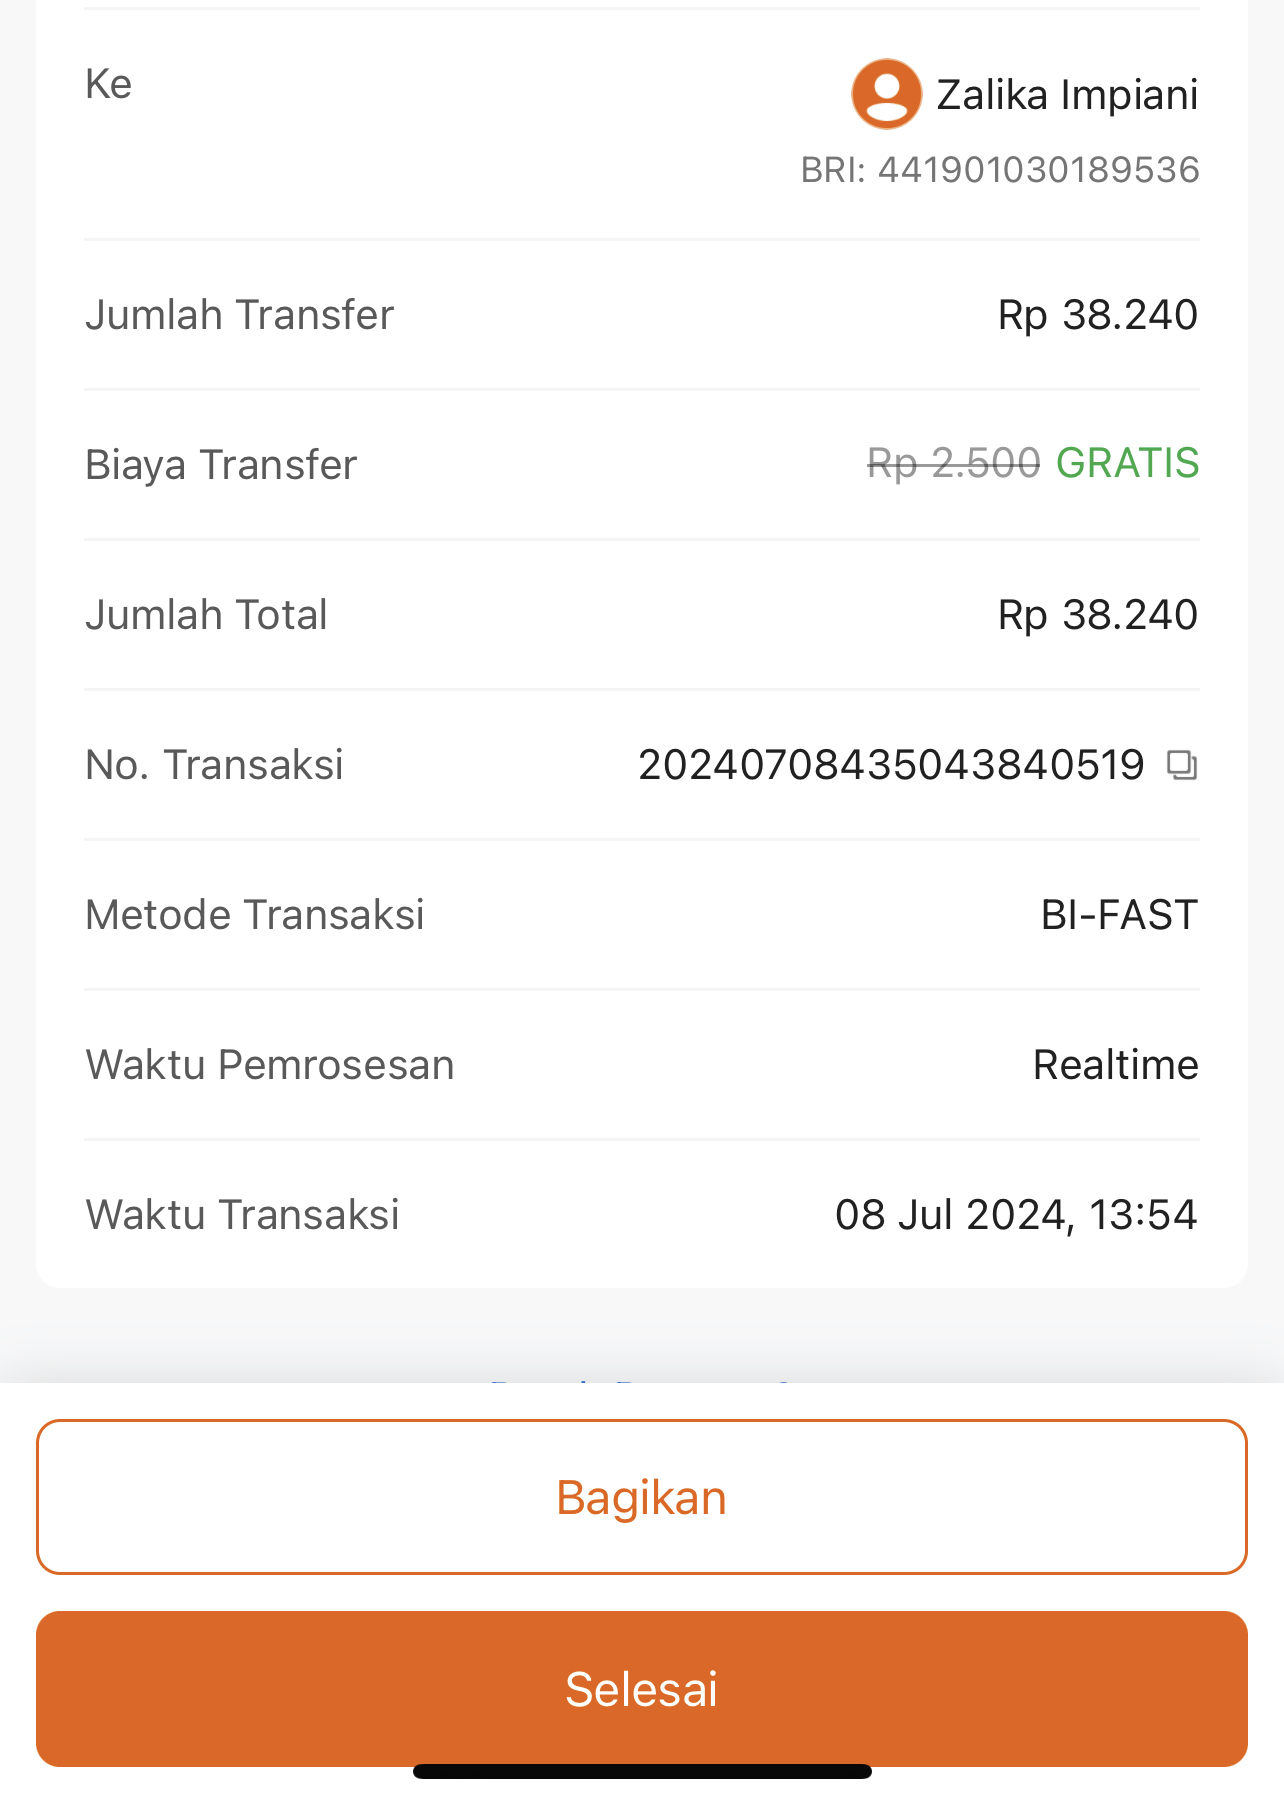 Ke
Zalika Impiani
BRI: 441901030189536
Jumlah Transfer Rp 38.240
Biaya Transfer Rp 2.500 GRATIS
Jumlah Total Rp 38.240
No. Transaksi 20240708435043840519
Metode Transaksi BI-FAST
Waktu Pemrosesan Realtime
Waktu Transaksi 08 Jul 2024, 13:54
Bagikan
Selesai